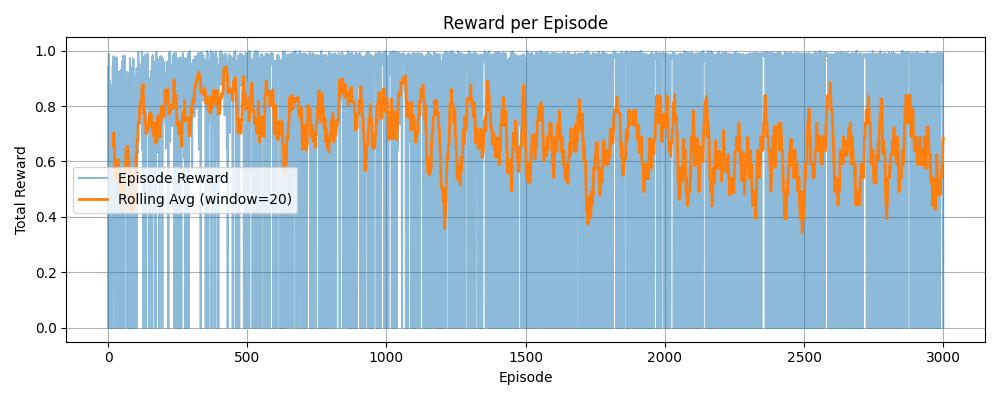 Reward per Episode
Total Reward
1.0
0.8
0.6
0.4
0.2
0.0
Episode Reward
Rolling Avg (window=20)
0
500
1000
1500
2000
2500
3000
Episode